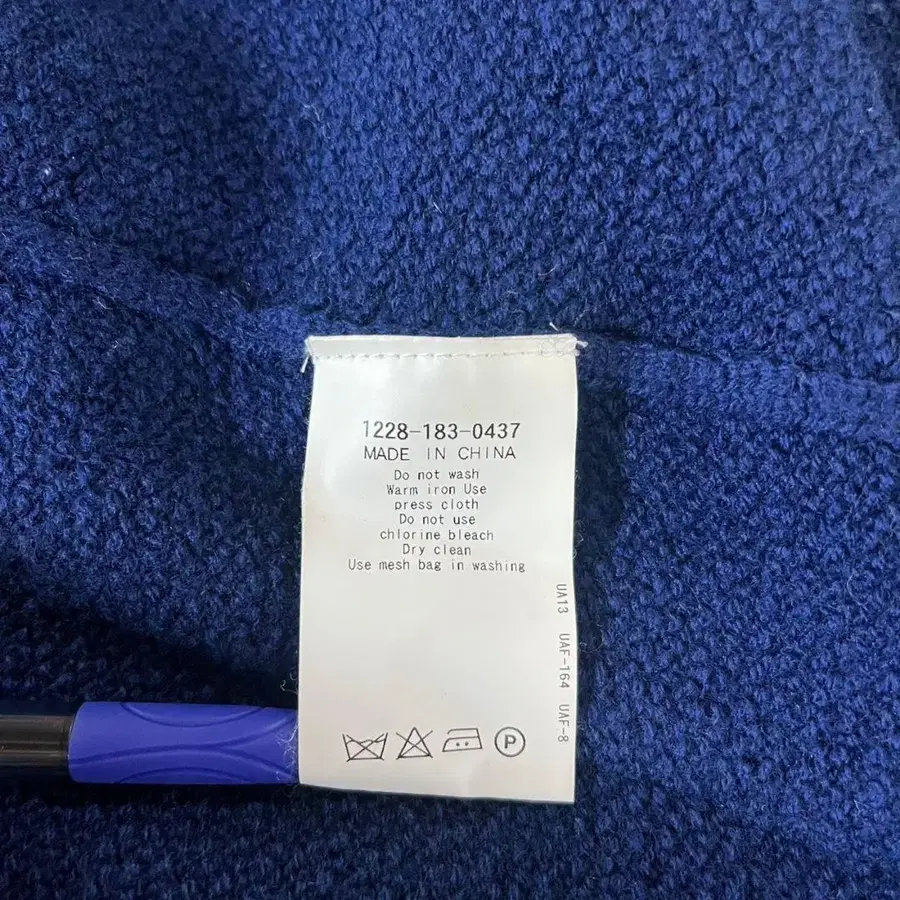 1228-183-0437
MADE IN CHINA
Do not wash
Warm iron Use
press cloth
Do not use
chlorine bleach
Dry clean
Use mesh bag in washing
UA13 UAF-164 UAF-8
P